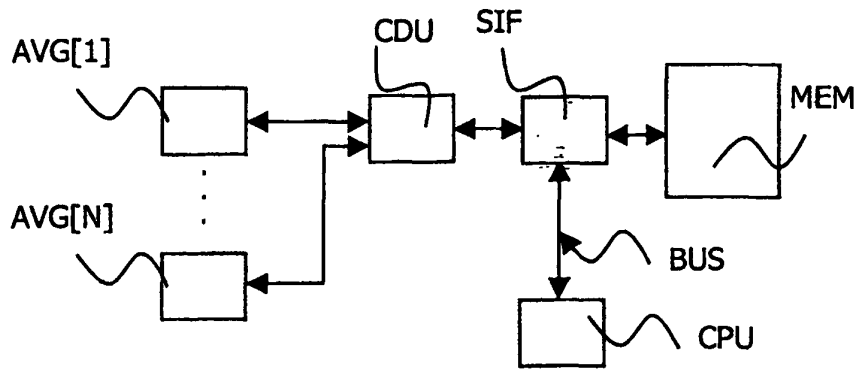 AVG[1]
CDU
SIF
MEM
AVG[N]
BUS
CPU